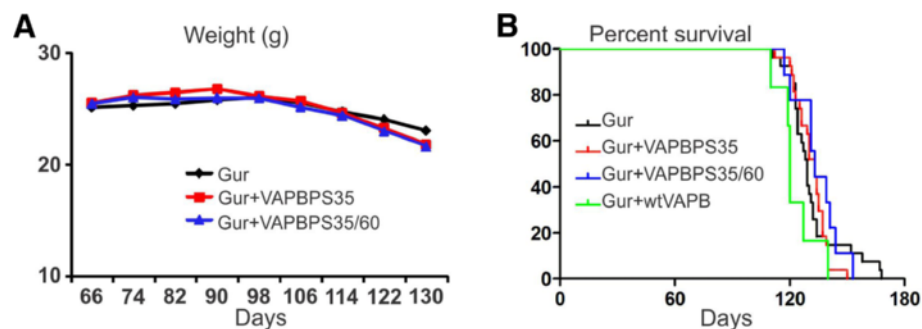 A
Weight (g)
30
20
10
Gur
Gur+VAPBPS35
Gur+VAPBPS35/60
66 74 82 90 98 106 114 122 130
Days
B
Percent survival
100
80
60
40
20
0
Gur
Gur+VAPBPS35
Gur+VAPBPS35/60
Gur+wtVAPB
0 60 120 180
Days